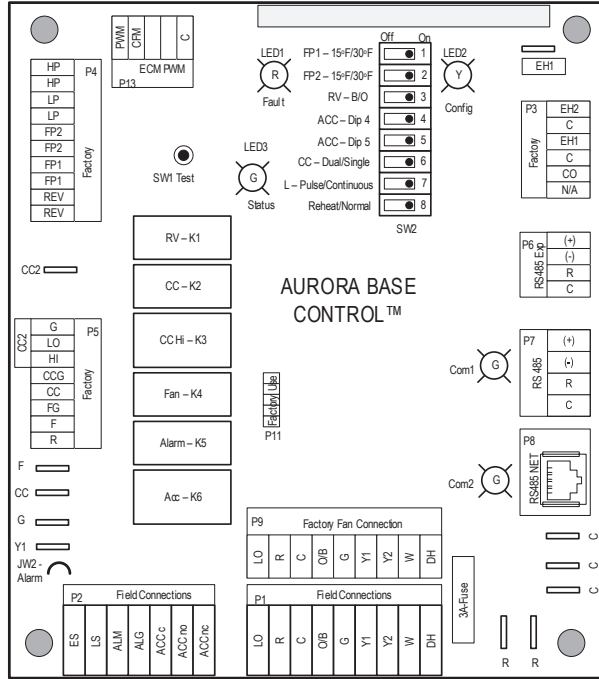 PWM
CFM
C
ECM PWM
P13
HP
HP
LP
LP
FP2
FP2
FP1
FP1
REV
REV
P4
Factory
SW1 Test
LED1
R
Fault
LED3
G
Status
Off On
FP1 – 15ºF/30ºF 1
FP2 – 15ºF/30ºF 2
RV – B/O 3
ACC – Dip 4 4
ACC – Dip 5 5
CC – Dual/Single 6
L – Pulse/Continuous 7
Reheat/Normal 8
SW2
LED2
Y
Config
EH1
P3
Factory
EH2
C
EH1
C
CO
N/A
RV – K1
CC – K2
CC Hi – K3
Fan – K4
Alarm – K5
Acc – K6
AURORA BASE
CONTROL™
P6
RS485 Exp
(+)
(-)
R
C
CC2
CC2
G
LO
HI
CCG
CC
FG
F
R
P5
Factory
Factory Use
P11
Com1
G
P7
RS 485
(+)
(-)
R
C
Com2
G
P8
RS485 NET
F
CC
G
Y1
JW2 -
Alarm
P9 Factory Fan Connection
LO
R
C
O/B
G
Y1
Y2
W
DH
P2 Field Connections
ES
LS
ALM
ALG
ACC c
ACC no
ACC nc
P1 Field Connections
LO
R
C
O/B
G
Y1
Y2
W
DH
3A-Fuse
C
C
C
R R